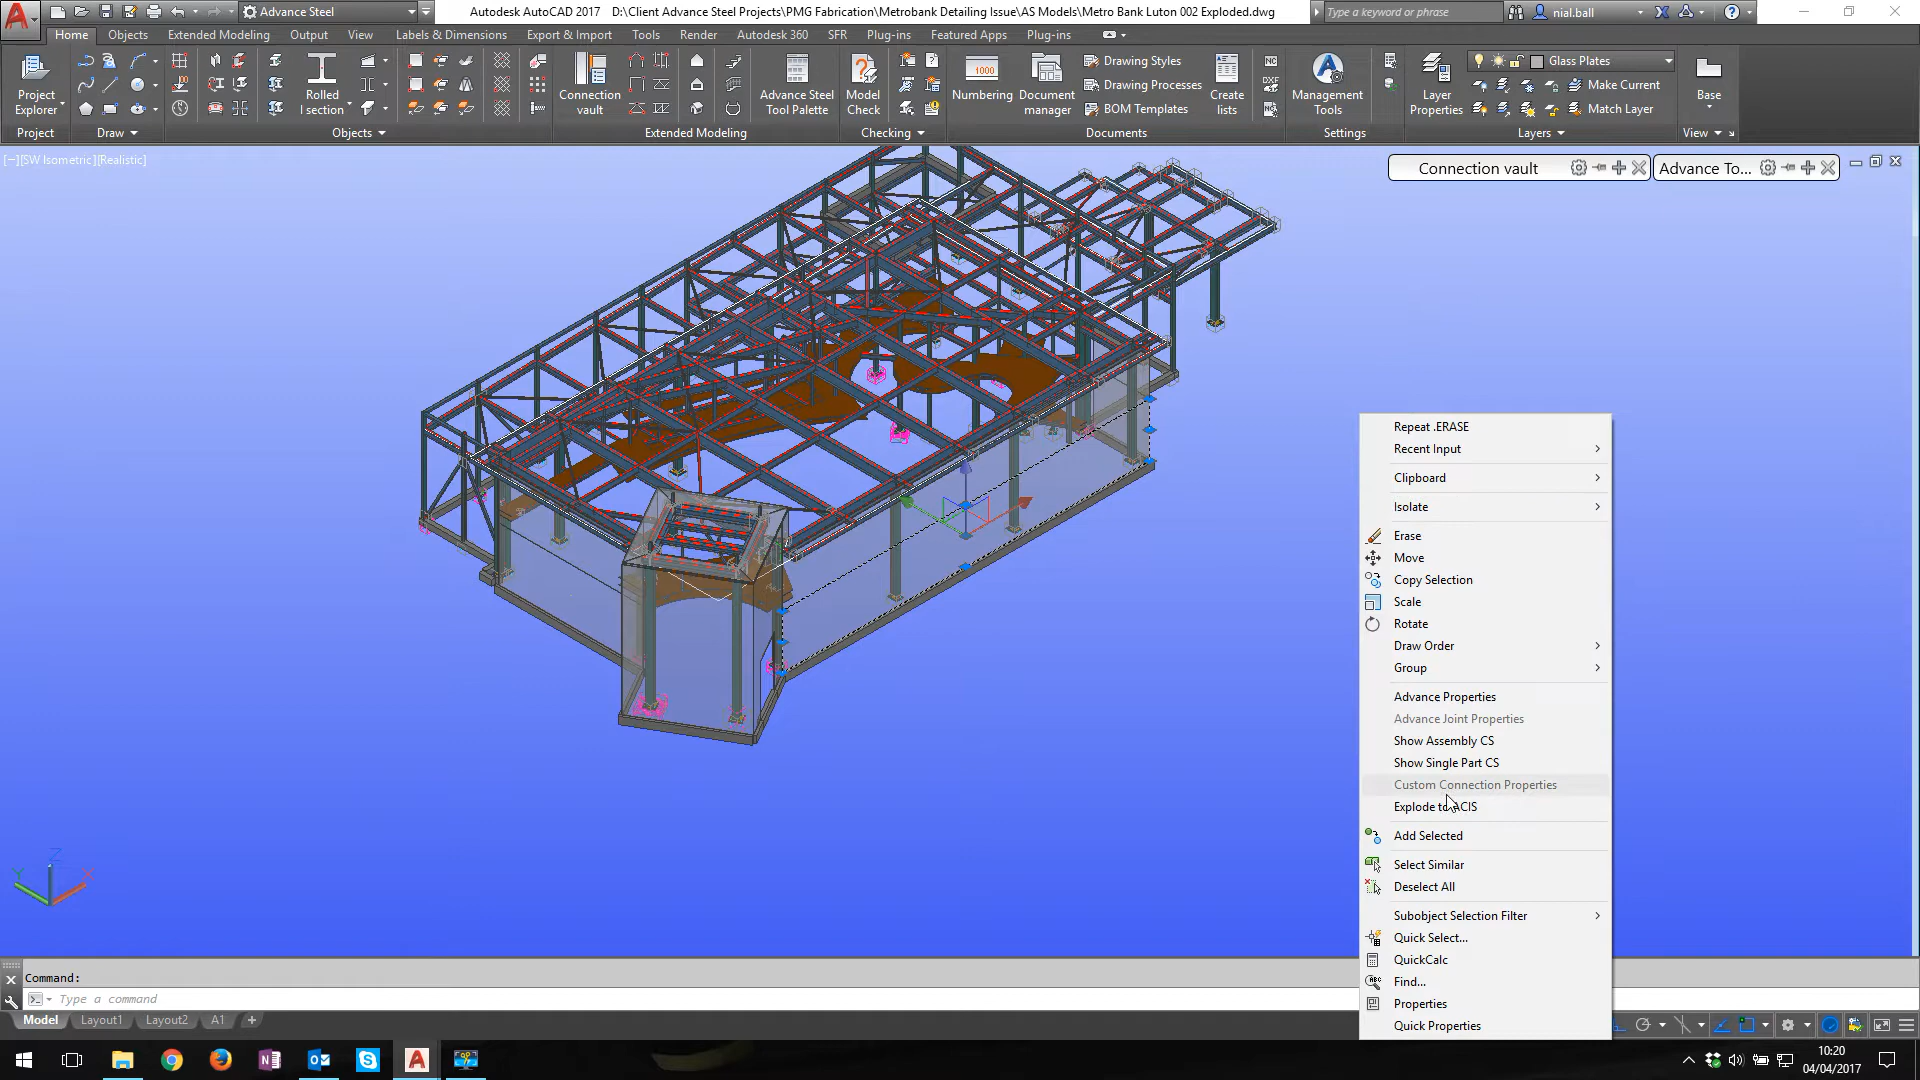 Advance Steel
Autodesk AutoCAD 2017 D:\Client Advance Steel Projects\PMG Fabrication\Metrobank Detailing Issue\AS Models\Metro Bank Luton 002 Exploded.dwg
Type a keyword or phrase
nial.ball
Home Objects Extended Modeling Output View Labels & Dimensions Export & Import Tools Render Autodesk 360 SFR Plug-ins Featured Apps Plug-ins
Project Explorer
Rolled I section
Connection vault
Advance Steel Tool Palette
Model Check
1000
Numbering
Document manager
Drawing Styles
Drawing Processes
BOM Templates
Create lists
NC
DXF
NC
Management Tools
Layer Properties
Glass Plates
Make Current
Match Layer
Base
Project Draw Objects Extended Modeling Checking Documents Settings Layers View
[−][SW Isometric][Realistic]
Connection vault
Advance To...
Repeat .ERASE
Recent Input
Clipboard
Isolate
Erase
Move
Copy Selection
Scale
Rotate
Draw Order
Group
Advance Properties
Advance Joint Properties
Show Assembly CS
Show Single Part CS
Custom Connection Properties
Explode to ACIS
Add Selected
Select Similar
Deselect All
Subobject Selection Filter
Quick Select...
QuickCalc
Find...
Properties
Quick Properties
Z
Y
X
Command:
Type a command
Model Layout1 Layout2 A1
10:20
04/04/2017